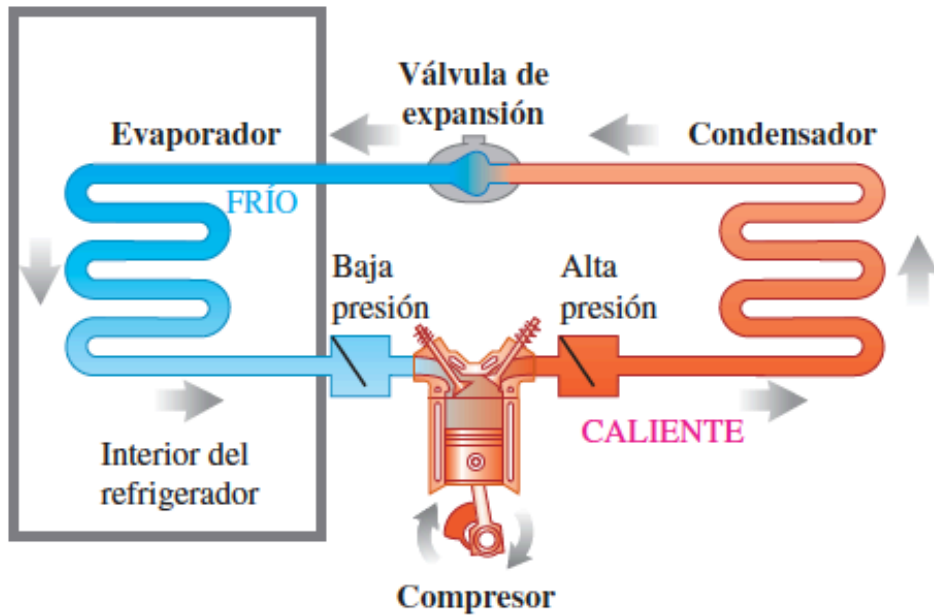 Válvula de
expansión
Evaporador
Condensador
FRÍO
Baja
presión
Alta
presión
CALIENTE
Interior del
refrigerador
Compresor